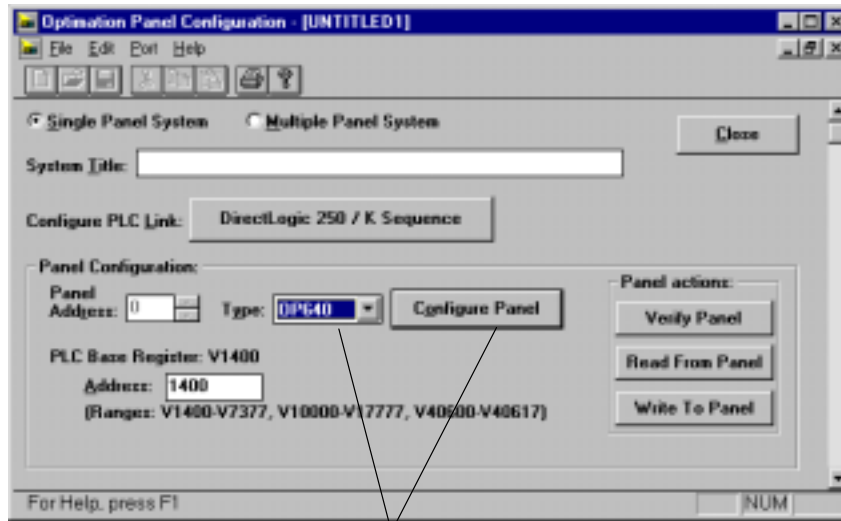 Optimation Panel Configuration - [UNTITLED1]
File Edit Port Help
Single Panel System Multiple Panel System
Close
System Title:
Configure PLC Link: DirectLogic 250 / K Sequence
Panel Configuration:
Panel Address: 0 Type: OP640 Configure Panel
PLC Base Register: V1400
Address: 1400
(Ranges: V1400-V7377, V10000-V17777, V40600-V40617)
Panel actions:
Verify Panel
Read From Panel
Write To Panel
For Help, press F1
NUM